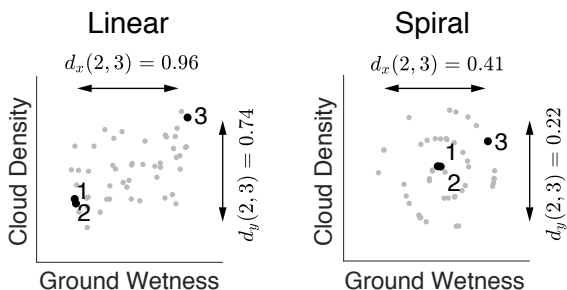 Linear
d_x(2, 3) = 0.96
3
1
2
Cloud Density
d_y(2, 3) = 0.74
Ground Wetness
Spiral
d_x(2, 3) = 0.41
3
1
2
Cloud Density
d_y(2, 3) = 0.22
Ground Wetness